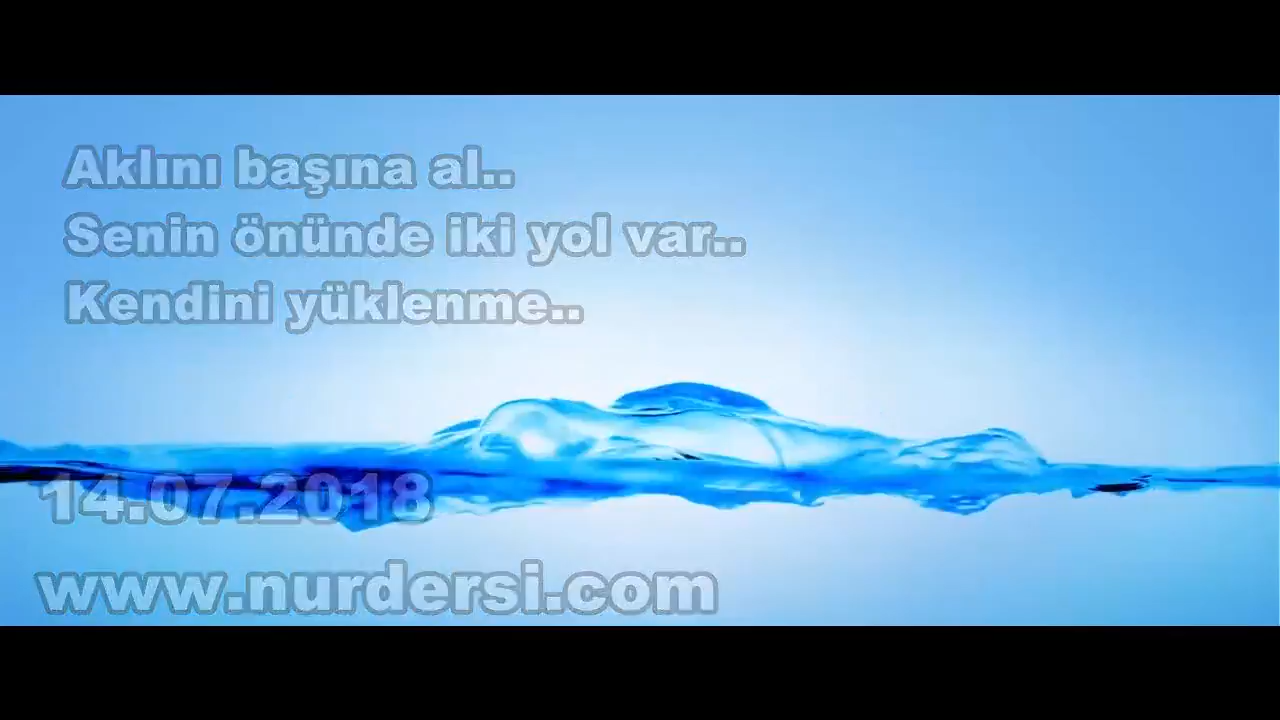 Aklını başına al..
Senin önünde iki yol var..
Kendini yüklenme..
14.07.2018
www.nurdersi.com